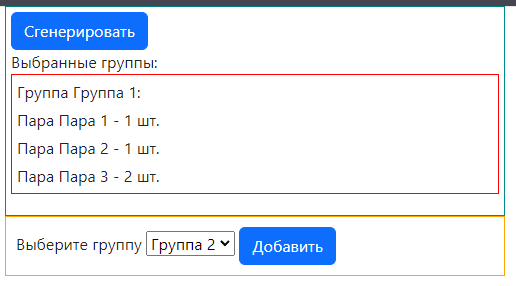 Сгенерировать
Выбранные группы:
Группа Группа 1:
Пара Пара 1 - 1 шт.
Пара Пара 2 - 1 шт.
Пара Пара 3 - 2 шт.
Выберите группу Группа 2 Добавить